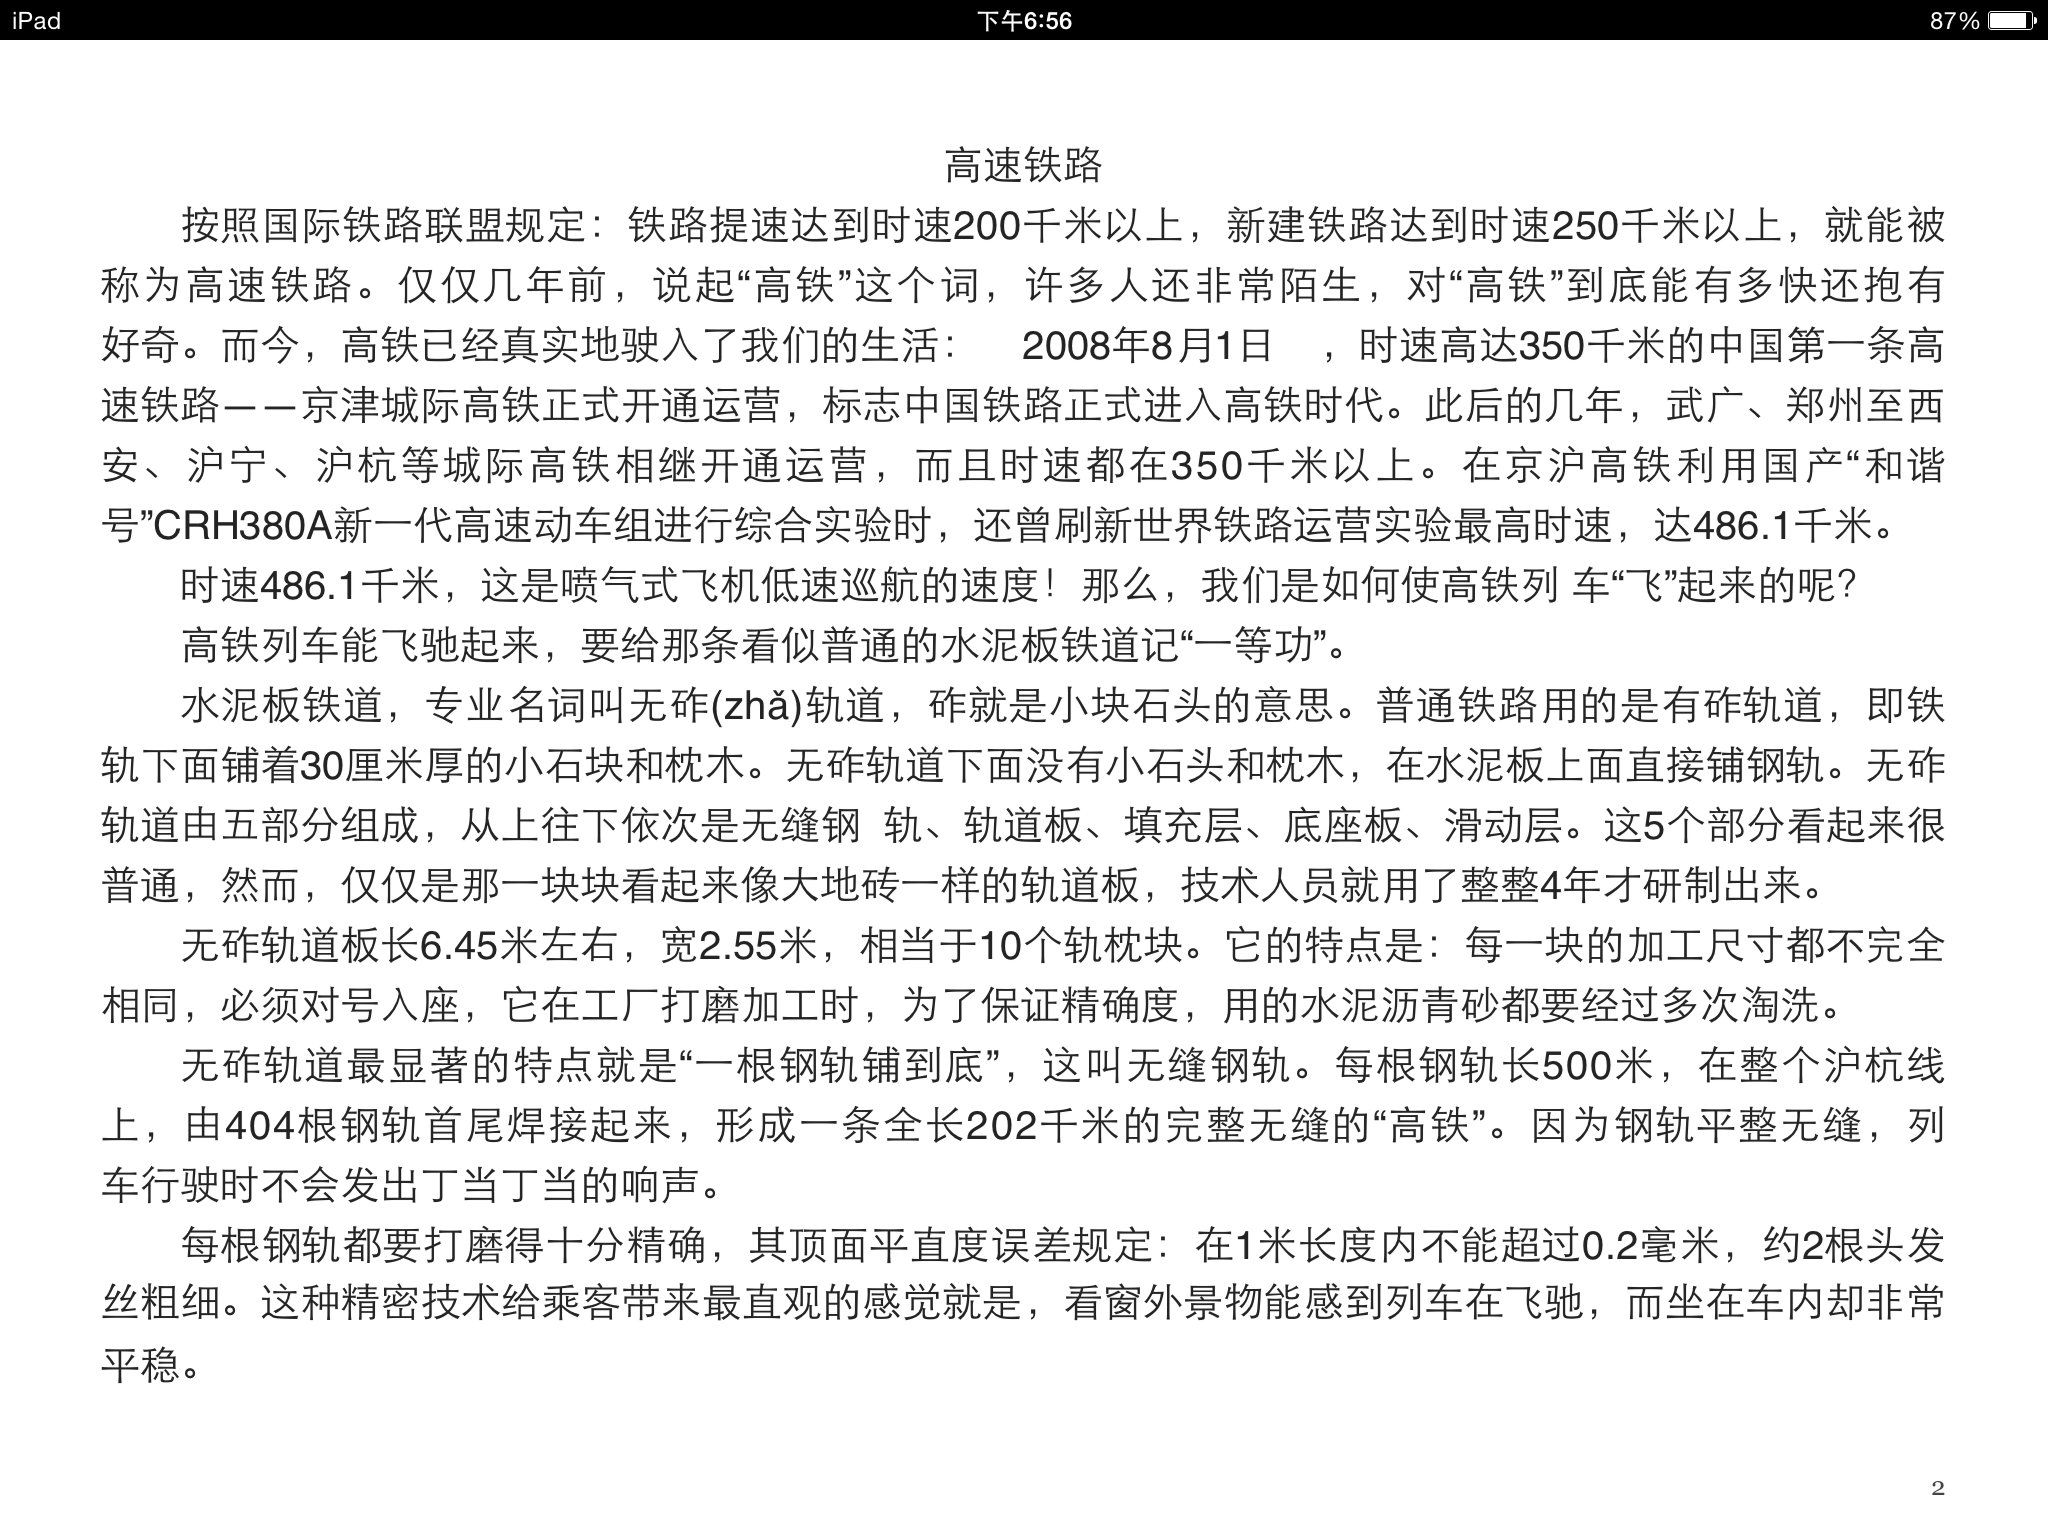 iPad 下午6:56 87%
高速铁路
按照国际铁路联盟规定：铁路提速达到时速200千米以上，新建铁路达到时速250千米以上，就能被
称为高速铁路。仅仅几年前，说起“高铁”这个词，许多人还非常陌生，对“高铁”到底能有多快还抱有
好奇。而今，高铁已经真实地驶入了我们的生活： 2008年8月1日 ，时速高达350千米的中国第一条高
速铁路——京津城际高铁正式开通运营，标志中国铁路正式进入高铁时代。此后的几年，武广、郑州至西
安、沪宁、沪杭等城际高铁相继开通运营，而且时速都在350千米以上。在京沪高铁利用国产“和谐
号”CRH380A新一代高速动车组进行综合实验时，还曾刷新世界铁路运营实验最高时速，达486.1千米。
时速486.1千米，这是喷气式飞机低速巡航的速度！那么，我们是如何使高铁列 车“飞”起来的呢？
高铁列车能飞驰起来，要给那条看似普通的水泥板铁道记“一等功”。
水泥板铁道，专业名词叫无砟(zhǎ)轨道，砟就是小块石头的意思。普通铁路用的是有砟轨道，即铁
轨下面铺着30厘米厚的小石块和枕木。无砟轨道下面没有小石头和枕木，在水泥板上面直接铺钢轨。无砟
轨道由五部分组成，从上往下依次是无缝钢 轨、轨道板、填充层、底座板、滑动层。这5个部分看起来很
普通，然而，仅仅是那一块块看起来像大地砖一样的轨道板，技术人员就用了整整4年才研制出来。
无砟轨道板长6.45米左右，宽2.55米，相当于10个轨枕块。它的特点是：每一块的加工尺寸都不完全
相同，必须对号入座，它在工厂打磨加工时，为了保证精确度，用的水泥沥青砂都要经过多次淘洗。
无砟轨道最显著的特点就是“一根钢轨铺到底”，这叫无缝钢轨。每根钢轨长500米，在整个沪杭线
上，由404根钢轨首尾焊接起来，形成一条全长202千米的完整无缝的“高铁”。因为钢轨平整无缝，列
车行驶时不会发出丁当丁当的响声。
每根钢轨都要打磨得十分精确，其顶面平直度误差规定：在1米长度内不能超过0.2毫米，约2根头发
丝粗细。这种精密技术给乘客带来最直观的感觉就是，看窗外景物能感到列车在飞驰，而坐在车内却非常
平稳。
2